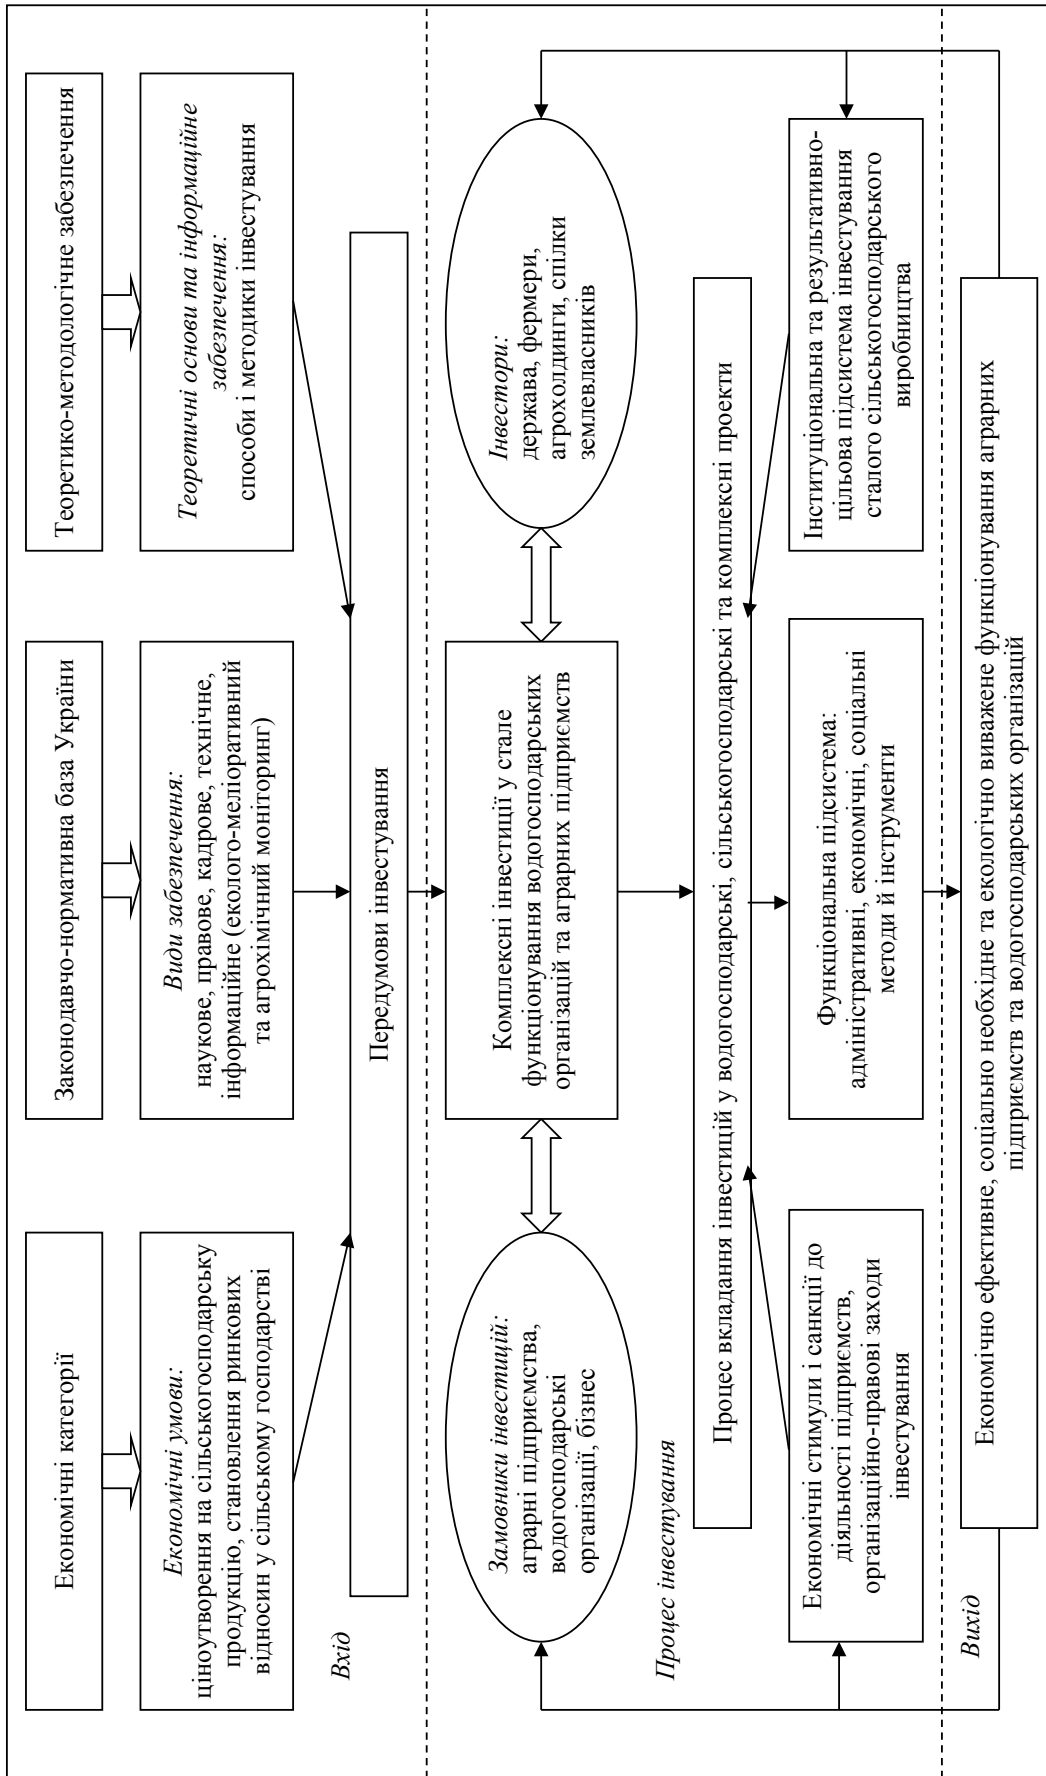 Економічні категорії
Законодавчо-нормативна база України
Теоретико-методологічне забезпечення
Економічні умови:
ціноутворення на сільськогосподарську
продукцію, становлення ринкових
відносин у сільському господарстві
Види забезпечення:
наукове, правове, кадрове, технічне,
інформаційне (еколого-меліоративний
та агрохімічний моніторинг)
Теоретичні основи та інформаційне
забезпечення:
способи і методики інвестування
Вхід
Передумови інвестування
Замовники інвестицій:
аграрні підприємства,
водогосподарські
організації, бізнес
Комплексні інвестиції у стале
функціонування водогосподарських
організацій та аграрних підприємств
Інвестори:
держава, фермери,
агрохолдинги, спілки
землевласників
Процес інвестування
Процес вкладання інвестицій у водогосподарські, сільськогосподарські та комплексні проекти
Економічні стимули і санкції до
діяльності підприємств,
організаційно-правові заходи
інвестування
Функціональна підсистема:
адміністративні, економічні, соціальні
методи й інструменти
Інституціональна та результативно-
цільова підсистема інвестування
сталого сільськогосподарського
виробництва
Вихід
Економічно ефективне, соціально необхідне та екологічно виважене функціонування аграрних
підприємств та водогосподарських організацій